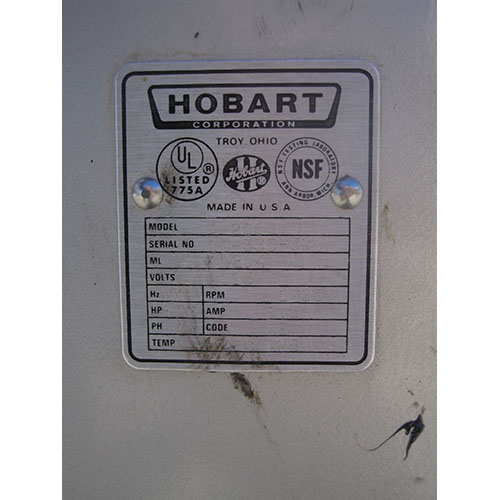 HOBART
CORPORATION
TROY, OHIO
UL
LISTED
775A
Hobart
NSF TESTING LABORATORY
NSF
ANN ARBOR, MICH.
MADE IN U S A
MODEL
SERIAL NO
ML
VOLTS
Hz RPM
HP AMP
PH CODE
TEMP